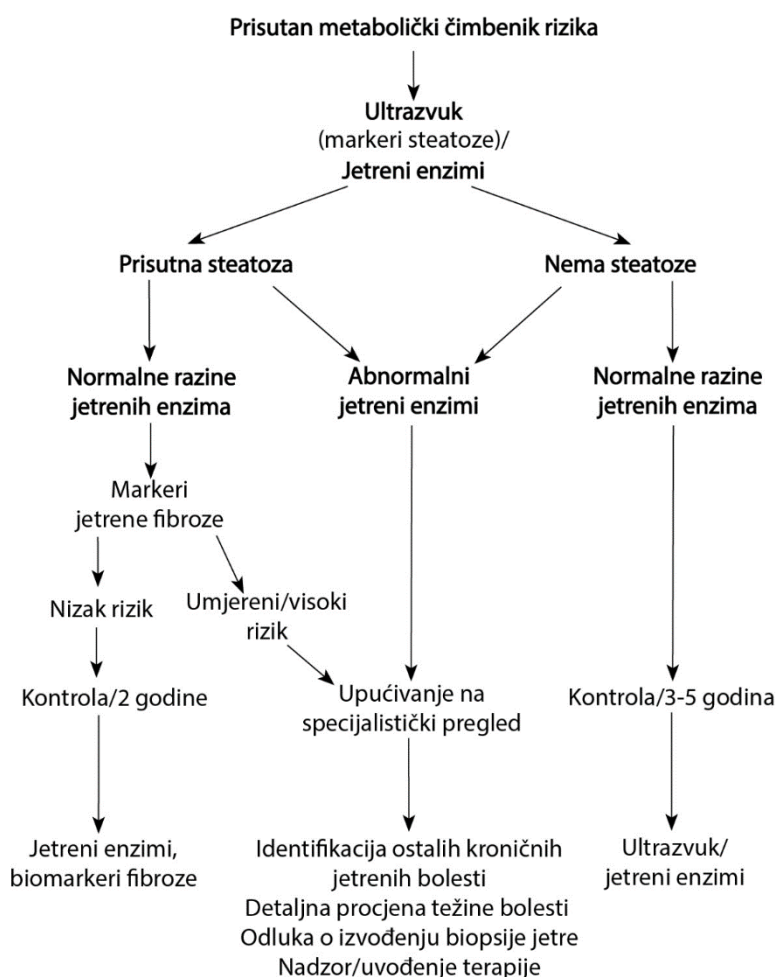 Prisutan metabolički čimbenik rizika
Ultrazvuk
(markeri steatoze)/
Jetreni enzimi
Prisutna steatoza
Nema steatoze
Normalne razine
jetrenih enzima
Abnormalni
jetreni enzimi
Normalne razine
jetrenih enzima
Markeri
jetrene fibroze
Nizak rizik
Umjereni/visoki
rizik
Kontrola/2 godine
Upućivanje na
specijalistički pregled
Kontrola/3-5 godina
Jetreni enzimi,
biomarkeri fibroze
Identifikacija ostalih kroničnih
jetrenih bolesti
Detaljna procjena težine bolesti
Odluka o izvođenju biopsije jetre
Nadzor/uvođenje terapije
Ultrazvuk/
jetreni enzimi